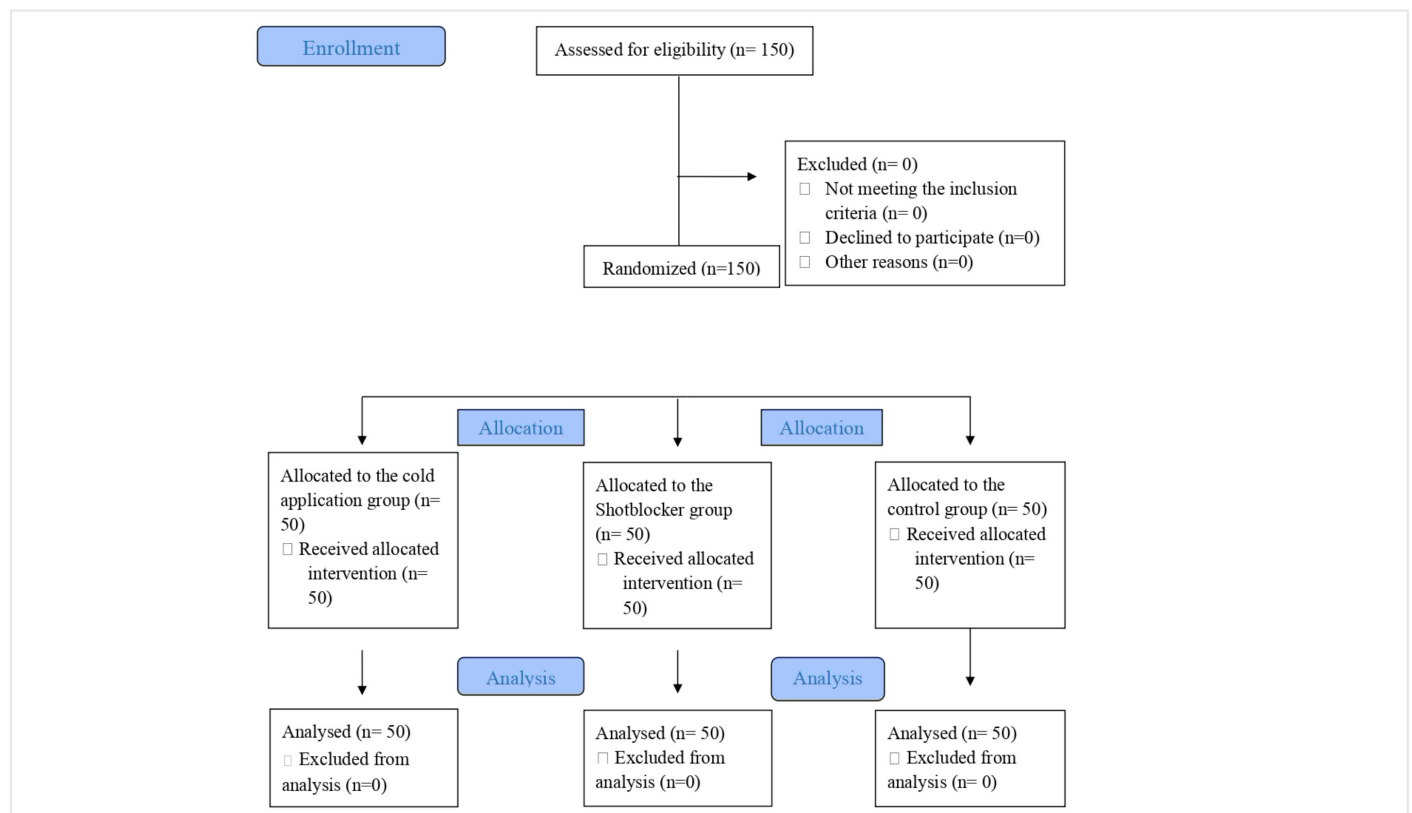 Enrollment
Assessed for eligibility (n= 150)
Excluded (n= 0)
□ Not meeting the inclusion
criteria (n= 0)
□ Declined to participate (n=0)
□ Other reasons (n=0)
Randomized (n=150)
Allocation
Allocation
Allocated to the cold
application group (n=
50)
□ Received allocated
intervention (n=
50)
Allocated to the
Shotblocker group
(n= 50)
□ Received allocated
intervention (n=
50)
Allocated to the
control group (n= 50)
□ Received allocated
intervention (n=
50)
Analysis
Analysis
Analysed (n= 50)
□ Excluded from
analysis (n=0)
Analysed (n= 50)
□ Excluded from
analysis (n=0)
Analysed (n= 50)
□ Excluded from
analysis (n= 0)